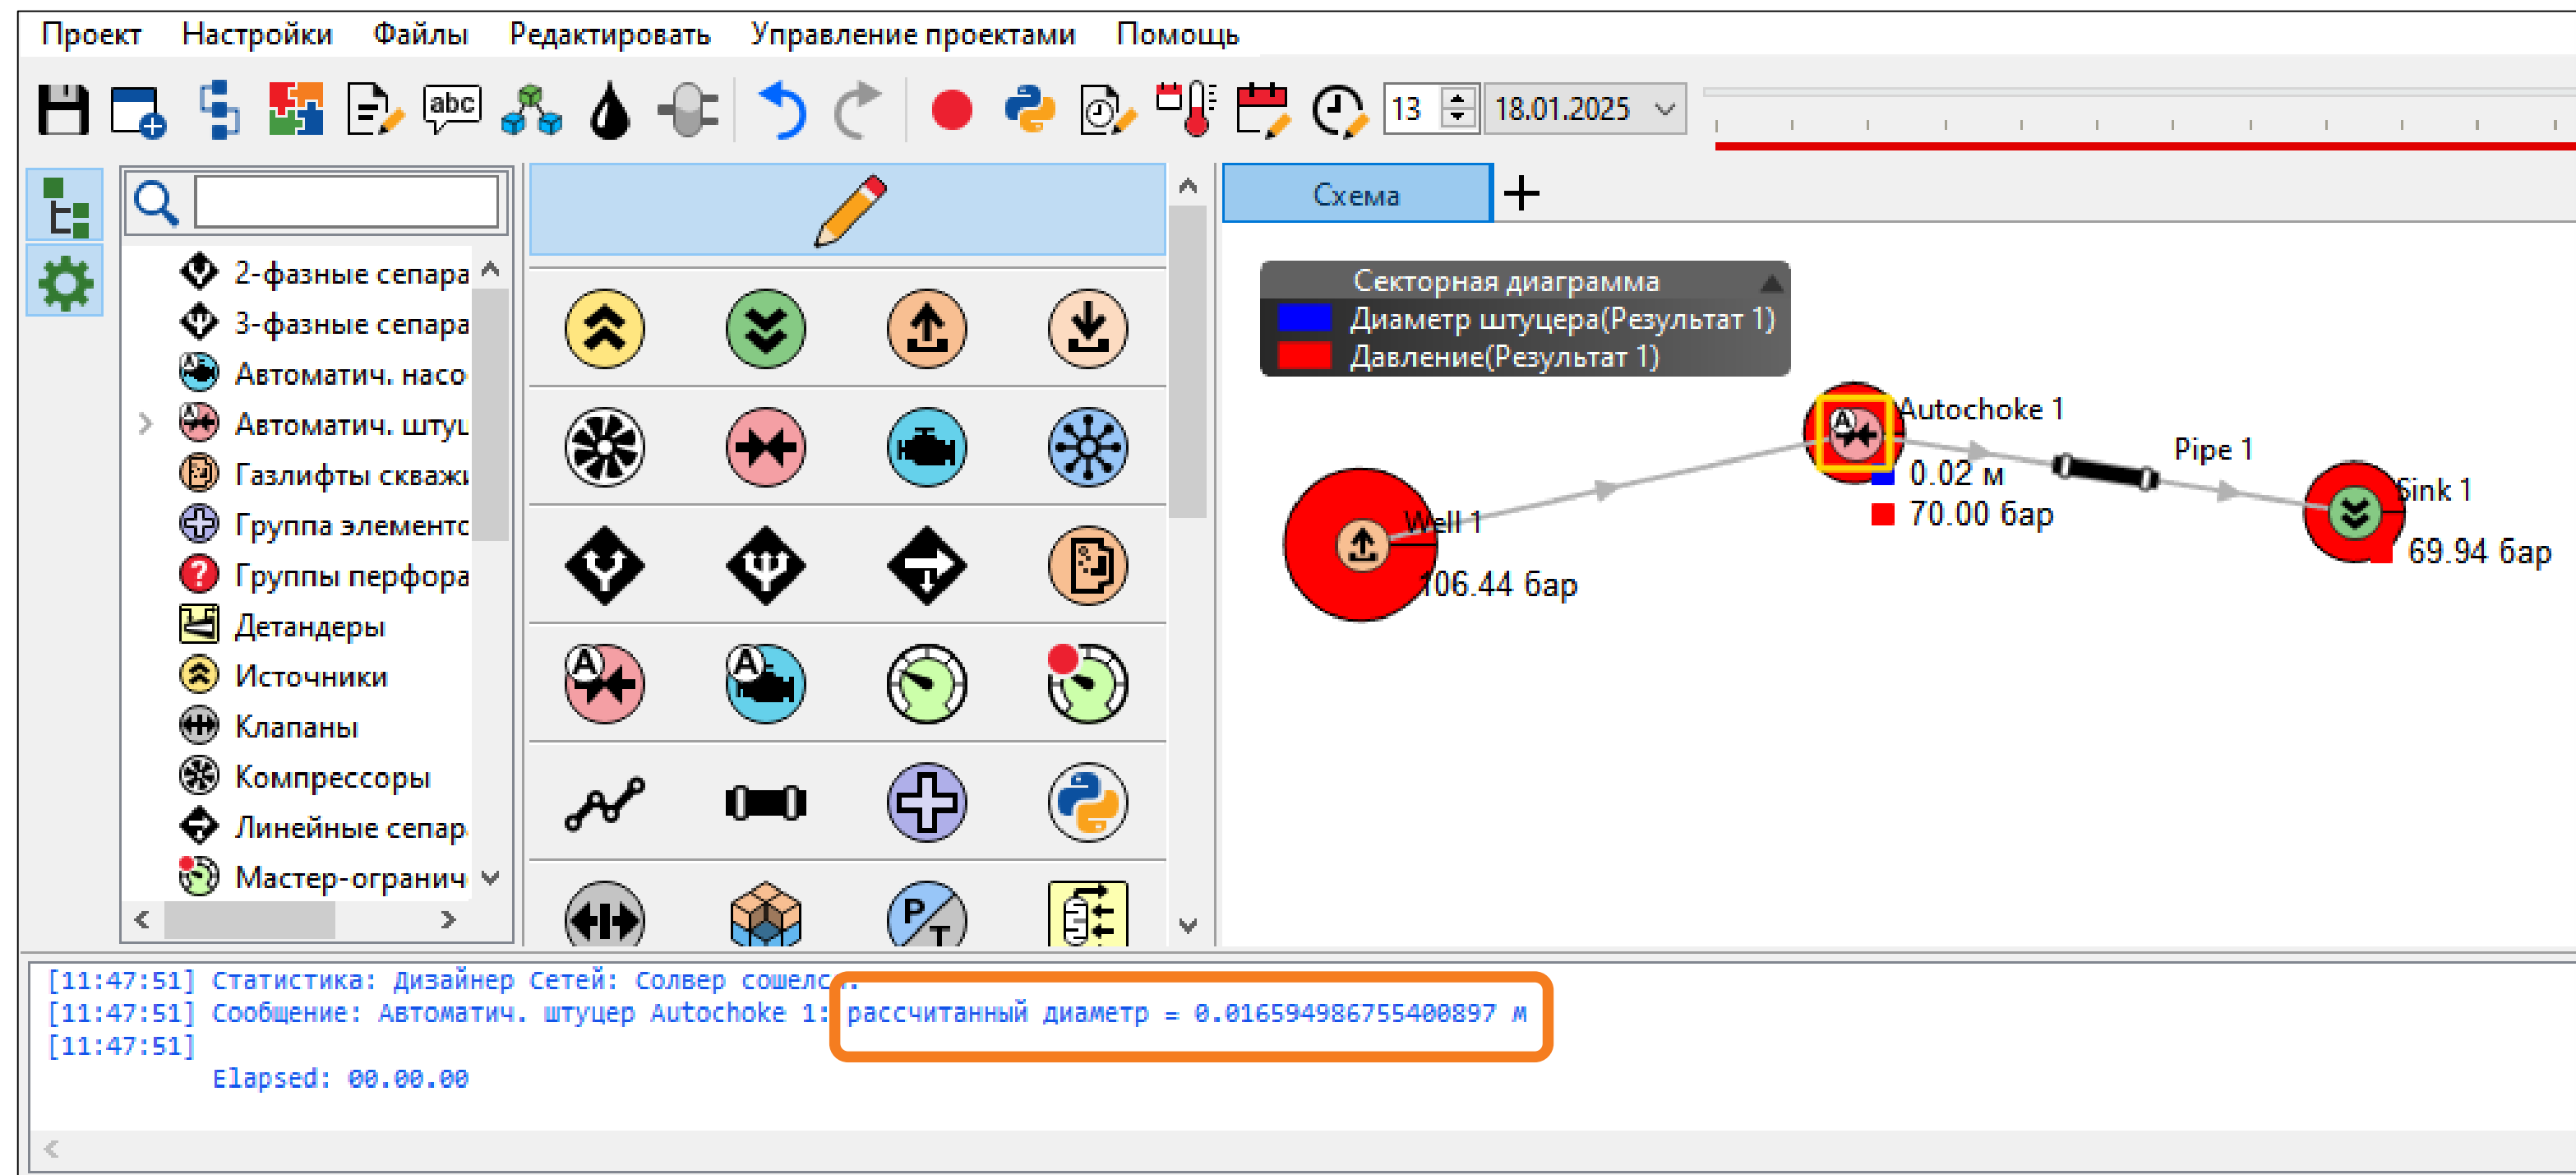 Проект Настройки Файлы Редактировать Управление проектами Помощь
abc
13 18.01.2025
Схема
2-фазные сепара
3-фазные сепара
Автоматич. насо
Автоматич. штуц
Газлифты скважи
Группа элементо
Группы перфора
Детандеры
Источники
Клапаны
Компрессоры
Линейные сепар
Мастер-огранич
A
A
P/T
Секторная диаграмма
Диаметр штуцера(Результат 1)
Давление(Результат 1)
Autochoke 1
A
0.02 м
70.00 бар
Pipe 1
Sink 1
69.94 бар
Well 1
106.44 бар
[11:47:51] Статистика: Дизайнер Сетей: Солвер сошелся.
[11:47:51] Сообщение: Автоматич. штуцер Autochoke 1: рассчитанный диаметр = 0.016594986755400897 м
[11:47:51]
Elapsed: 00.00.00